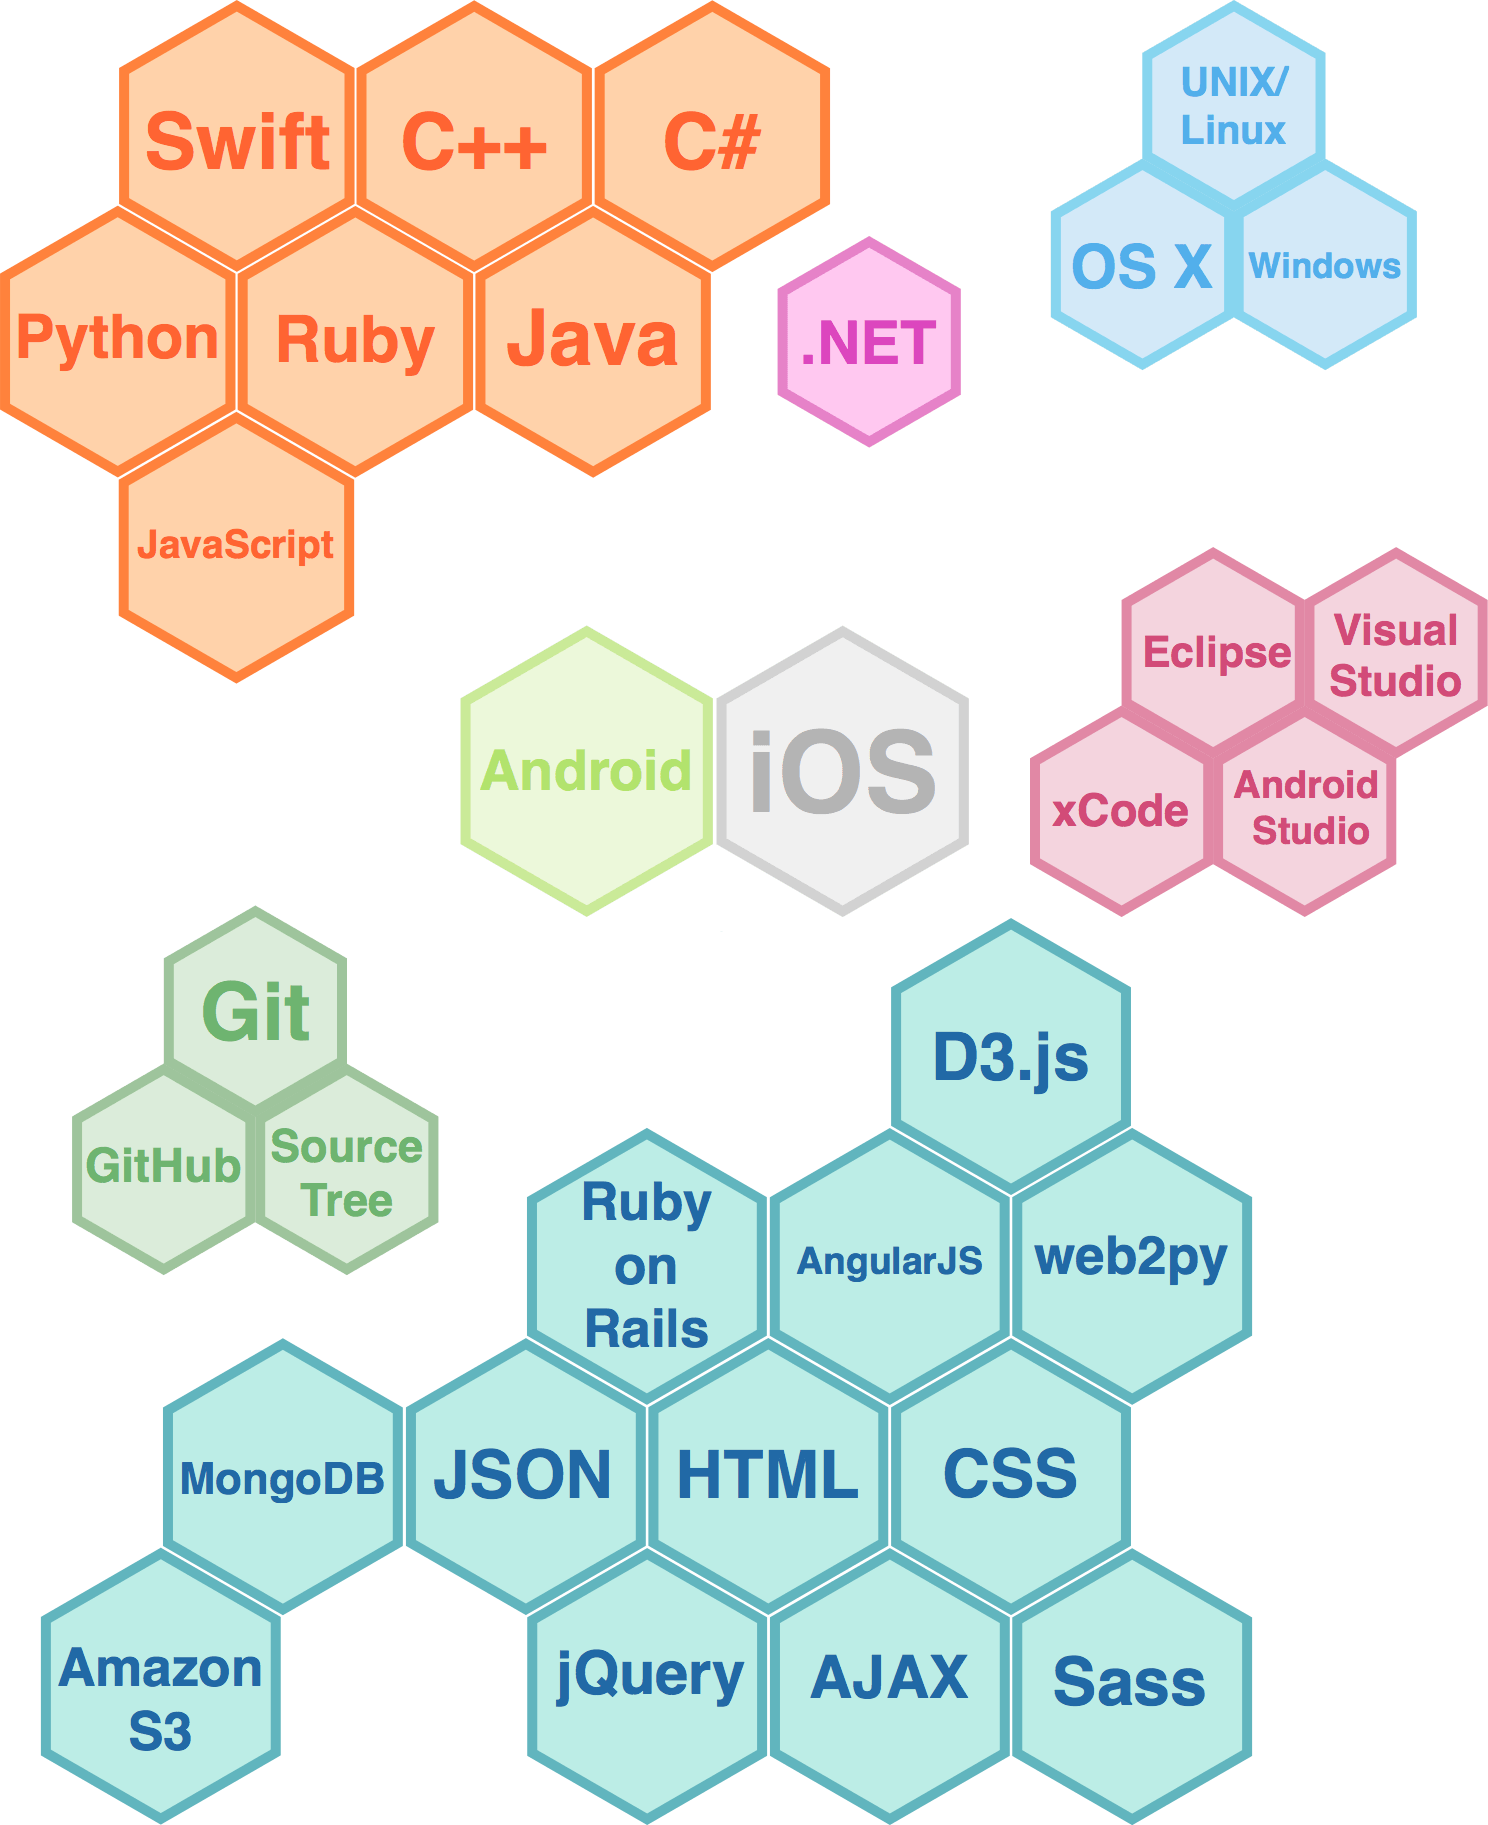 Swift
C++
C#
Python
Ruby
Java
JavaScript
.NET
UNIX/
Linux
OS X
Windows
Android
iOS
Eclipse
Visual
Studio
xCode
Android
Studio
Git
GitHub
Source
Tree
D3.js
Ruby
on
Rails
AngularJS
web2py
MongoDB
JSON
HTML
CSS
Amazon
S3
jQuery
AJAX
Sass